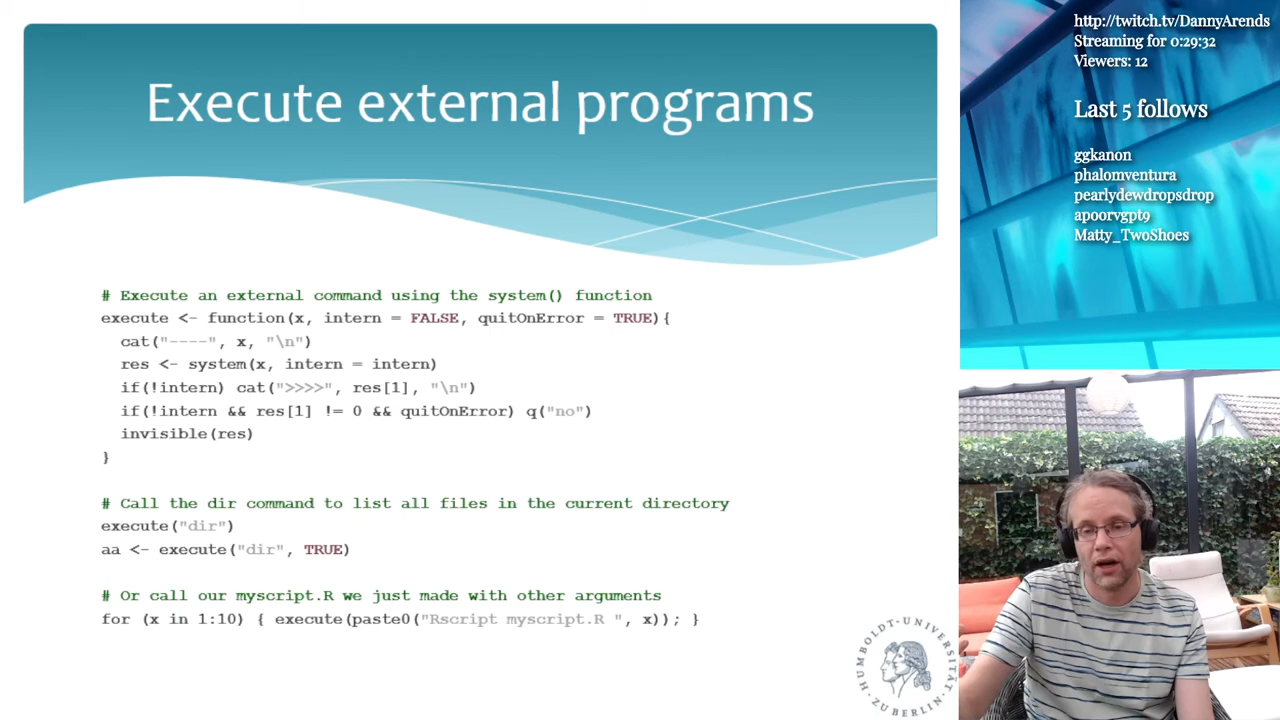 Execute external programs
# Execute an external command using the system() function
execute <- function(x, intern = FALSE, quitOnError = TRUE){
  cat("----", x, "\n")
  res <- system(x, intern = intern)
  if(!intern) cat(">>>>", res[1], "\n")
  if(!intern && res[1] != 0 && quitOnError) q("no")
  invisible(res)
}
# Call the dir command to list all files in the current directory
execute("dir")
aa <- execute("dir", TRUE)
# Or call our myscript.R we just made with other arguments
for (x in 1:10) { execute(paste0("Rscript myscript.R ", x)); }
HUMBOLDT-UNIVERSITÄT ZU BERLIN
http://twitch.tv/DannyArends
Streaming for 0:29:32
Viewers: 12
Last 5 follows
ggkanon
phalomventura
pearlydewdropsdrop
apoorvgpt9
Matty_TwoShoes